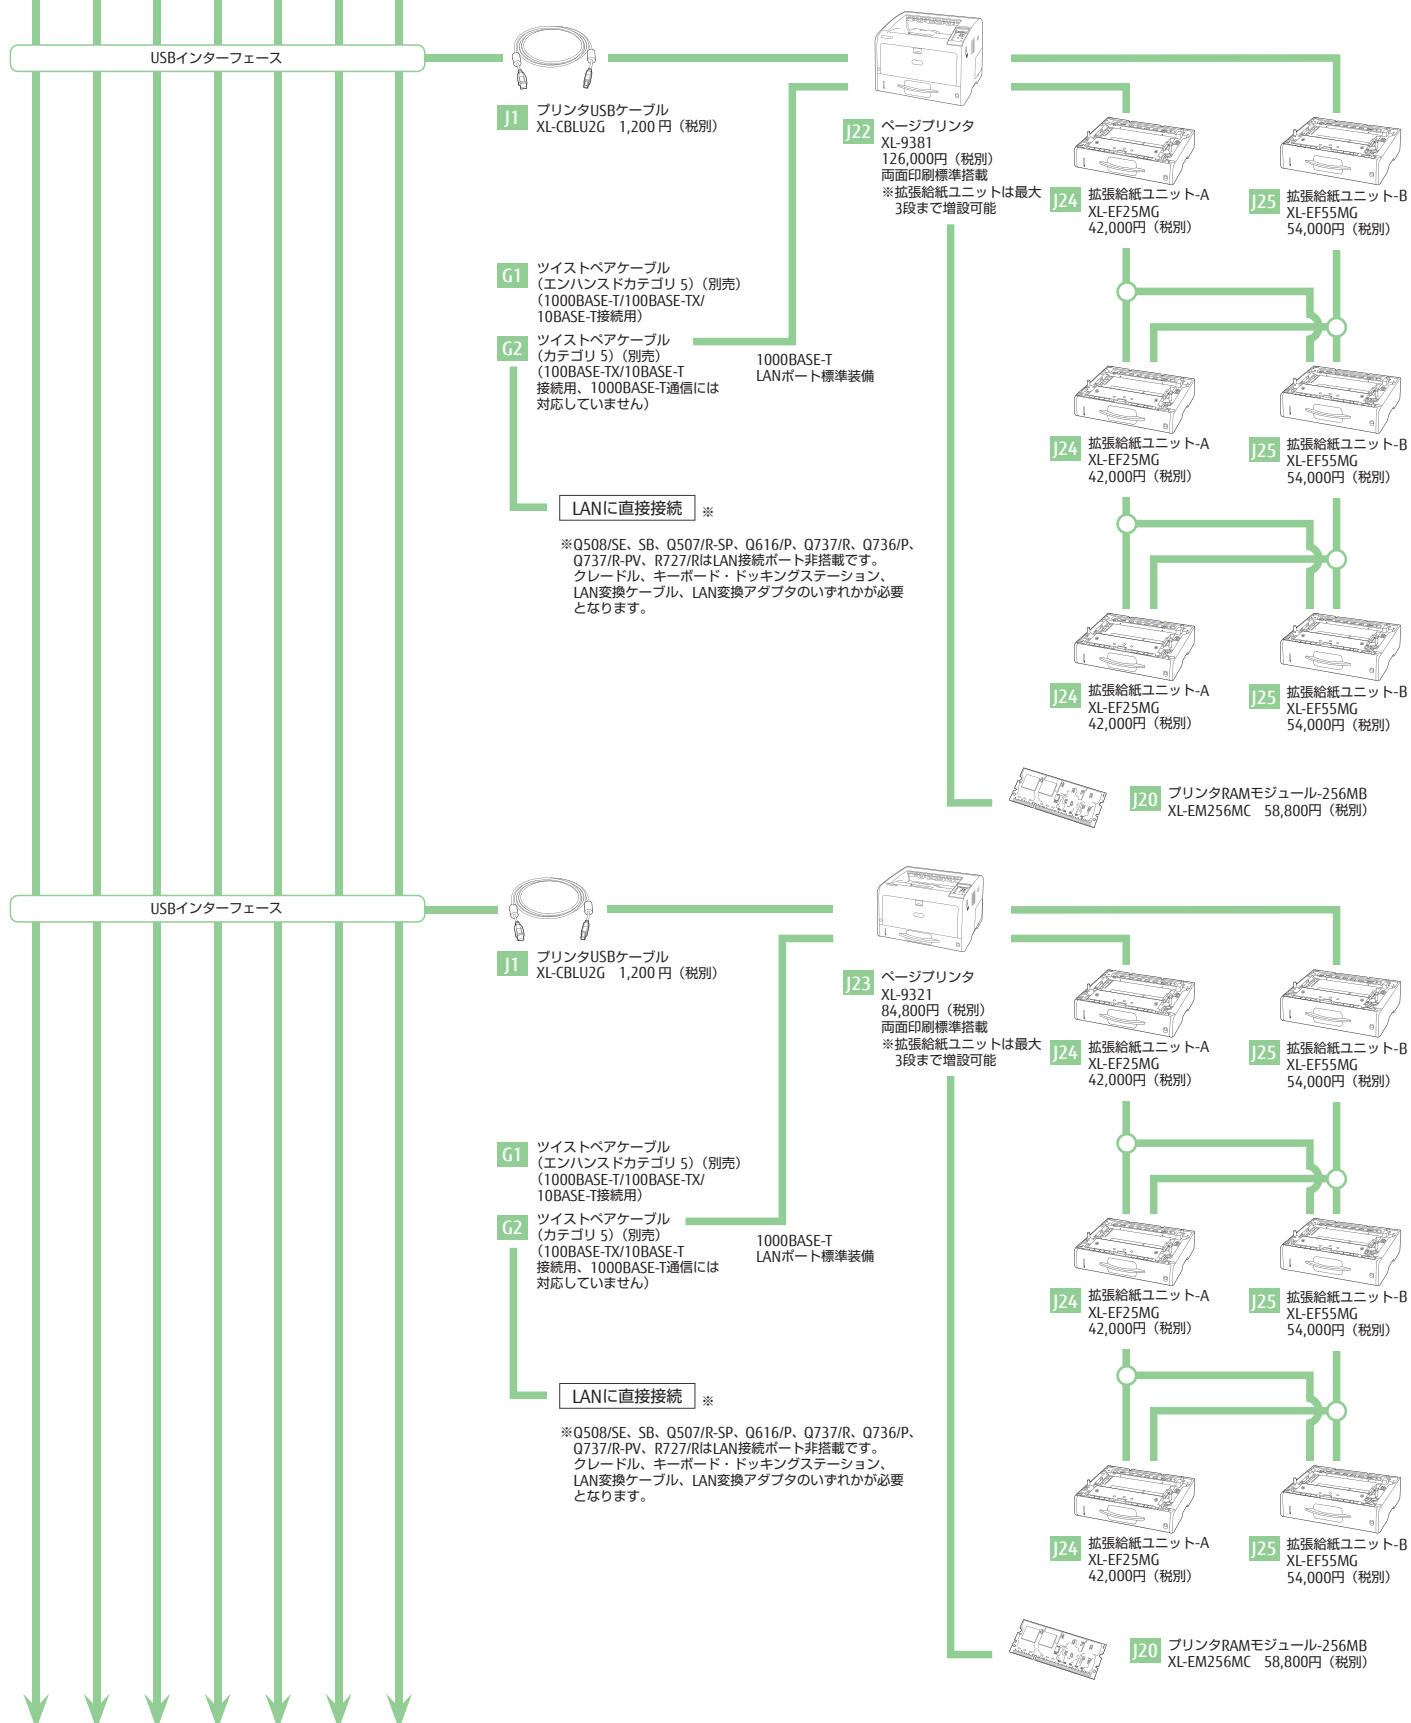 USBインターフェース
J1
プリンタUSBケーブル
XL-CBLU2G 1,200 円（税別）
J22
ページプリンタ
XL-9381
126,000円（税別）
両面印刷標準搭載
※拡張給紙ユニットは最大
3段まで増設可能
J24
拡張給紙ユニット-A
XL-EF25MG
42,000円（税別）
J25
拡張給紙ユニット-B
XL-EF55MG
54,000円（税別）
G1
ツイストペアケーブル
（エンハンスドカテゴリ 5）（別売）
（1000BASE-T/100BASE-TX/
10BASE-T接続用）
G2
ツイストペアケーブル
（カテゴリ 5）（別売）
（100BASE-TX/10BASE-T
接続用、1000BASE-T通信には
対応していません）
1000BASE-T
LANポート標準装備
J24
拡張給紙ユニット-A
XL-EF25MG
42,000円（税別）
J25
拡張給紙ユニット-B
XL-EF55MG
54,000円（税別）
LANに直接接続 ※
※Q508/SE、SB、Q507/R-SP、Q616/P、Q737/R、Q736/P、
Q737/R-PV、R727/RはLAN接続ポート非搭載です。
クレードル、キーボード・ドッキングステーション、
LAN変換ケーブル、LAN変換アダプタのいずれかが必要
となります。
J24
拡張給紙ユニット-A
XL-EF25MG
42,000円（税別）
J25
拡張給紙ユニット-B
XL-EF55MG
54,000円（税別）
J20
プリンタRAMモジュール-256MB
XL-EM256MC 58,800円（税別）
USBインターフェース
J1
プリンタUSBケーブル
XL-CBLU2G 1,200 円（税別）
J23
ページプリンタ
XL-9321
84,800円（税別）
両面印刷標準搭載
※拡張給紙ユニットは最大
3段まで増設可能
J24
拡張給紙ユニット-A
XL-EF25MG
42,000円（税別）
J25
拡張給紙ユニット-B
XL-EF55MG
54,000円（税別）
G1
ツイストペアケーブル
（エンハンスドカテゴリ 5）（別売）
（1000BASE-T/100BASE-TX/
10BASE-T接続用）
G2
ツイストペアケーブル
（カテゴリ 5）（別売）
（100BASE-TX/10BASE-T
接続用、1000BASE-T通信には
対応していません）
1000BASE-T
LANポート標準装備
J24
拡張給紙ユニット-A
XL-EF25MG
42,000円（税別）
J25
拡張給紙ユニット-B
XL-EF55MG
54,000円（税別）
LANに直接接続 ※
※Q508/SE、SB、Q507/R-SP、Q616/P、Q737/R、Q736/P、
Q737/R-PV、R727/RはLAN接続ポート非搭載です。
クレードル、キーボード・ドッキングステーション、
LAN変換ケーブル、LAN変換アダプタのいずれかが必要
となります。
J24
拡張給紙ユニット-A
XL-EF25MG
42,000円（税別）
J25
拡張給紙ユニット-B
XL-EF55MG
54,000円（税別）
J20
プリンタRAMモジュール-256MB
XL-EM256MC 58,800円（税別）